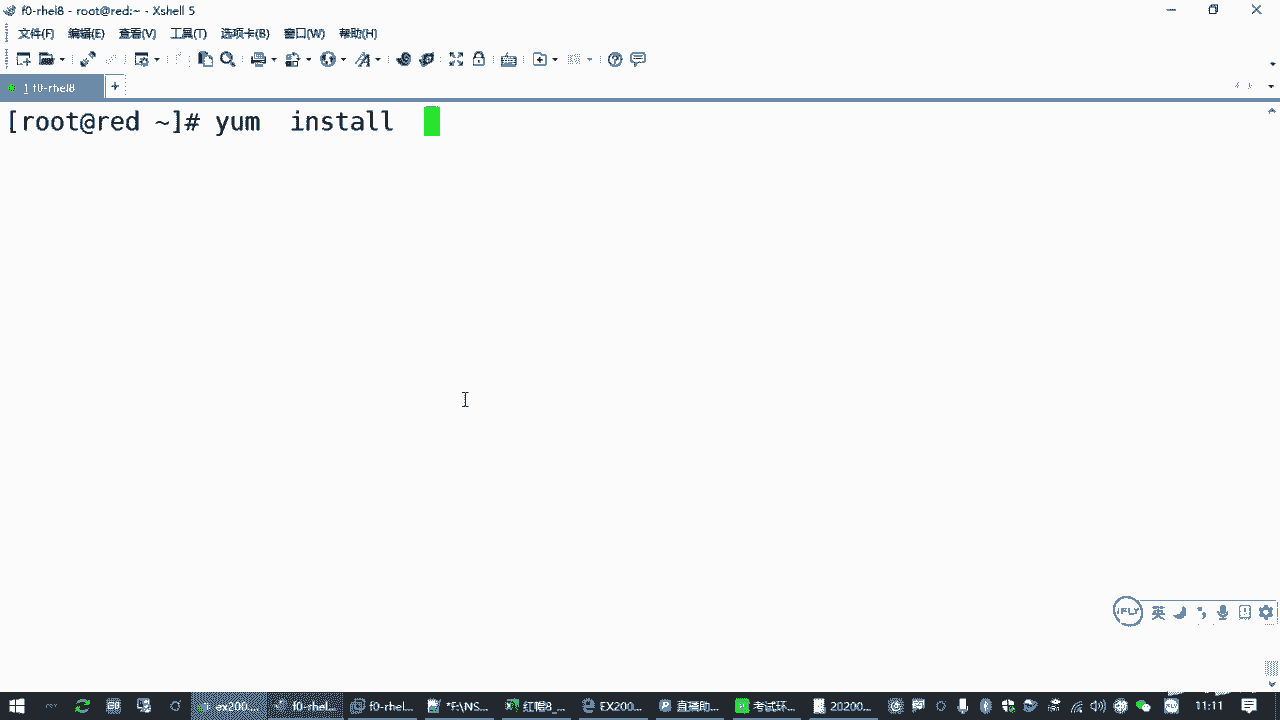 f0-rhel8 - root@red:~ - Xshell 5
文件(F) 编辑(E) 查看(V) 工具(T) 选项卡(B) 窗口(W) 帮助(H)
1 f0-rhel8
[root@red ~]# yum  install
iFLY 英
ex200... f0-rhe... f0-rhel... *F:\NS... 红帽8_... EX200... 直播助... 考试环... 20200... 11:11